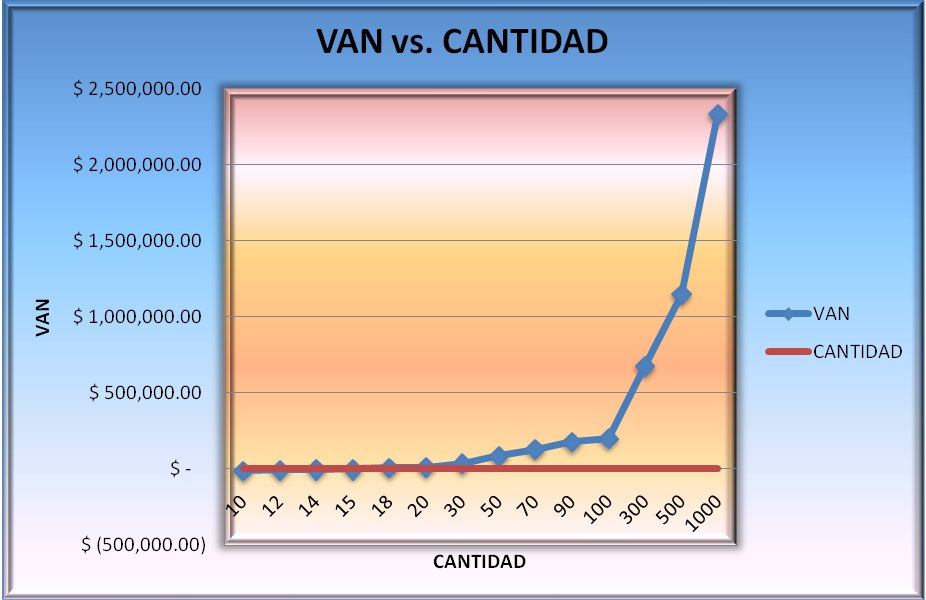 VAN vs. CANTIDAD
$ 2,500,000.00
$ 2,000,000.00
$ 1,500,000.00
$ 1,000,000.00
$ 500,000.00
$ -
$ (500,000.00)
VAN
10 12 14 15 18 20 30 50 70 90 100 300 500 1000
CANTIDAD
VAN
CANTIDAD